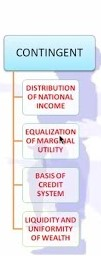 CONTINGENT
DISTRIBUTION
OF NATIONAL
INCOME
EQUALIZATION
OF MARGINAL
UTILITY
BASIS OF
CREDIT
SYSTEM
LIQUIDITY AND
UNIFORMITY
OF WEALTH